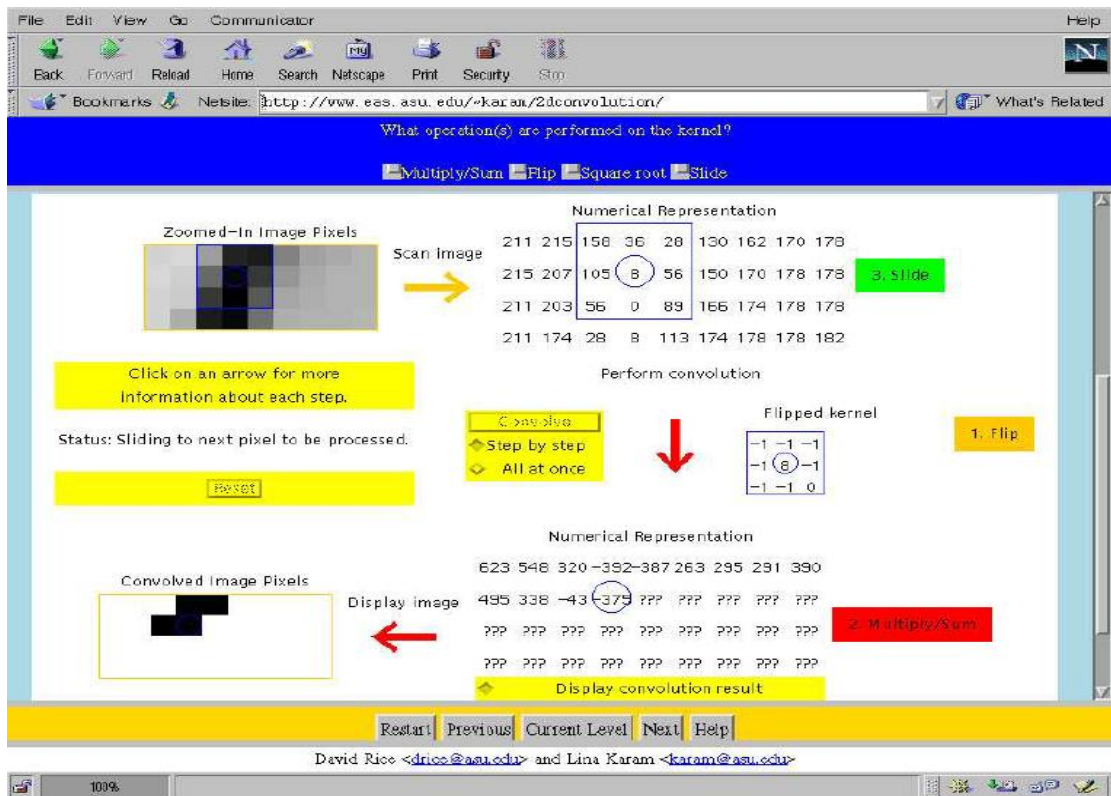 File Edit View Go Communicator Help
My
N
Back Forward Reload Home Search Netscape Print Security Stop
Bookmarks Netsite: http://www.eas.asu.edu/~karam/2dconvolution/ What's Related
What operation(s) are performed on the kernel?
Multiply/Sum Flip Square root Slide
Numerical Representation
Zoomed-In Image Pixels
Scan image
211 215 158 36 28 130 162 170 178
215 207 105 8 56 150 170 178 178
3. Slide
211 203 56 0 89 166 174 178 178
211 174 28 8 113 174 178 178 182
Click on an arrow for more
information about each step.
Perform convolution
Status: Sliding to next pixel to be processed.
Reset
Convolve
Step by step
All at once
Flipped kernel
-1 -1 -1
-1 8 -1
-1 -1 0
1. Flip
Numerical Representation
623 548 320 -392-387 263 295 291 390
Convolved Image Pixels
Display image
495 338 -43 -375 ??? ??? ??? ??? ???
??? ??? ??? ??? ??? ??? ??? ??? ???
2. Multiply/Sum
??? ??? ??? ??? ??? ??? ??? ??? ???
Display convolution result
Restart Previous Current Level Next Help
David Rice <drice@asu.edu> and Lina Karam <karam@asu.edu>
100%